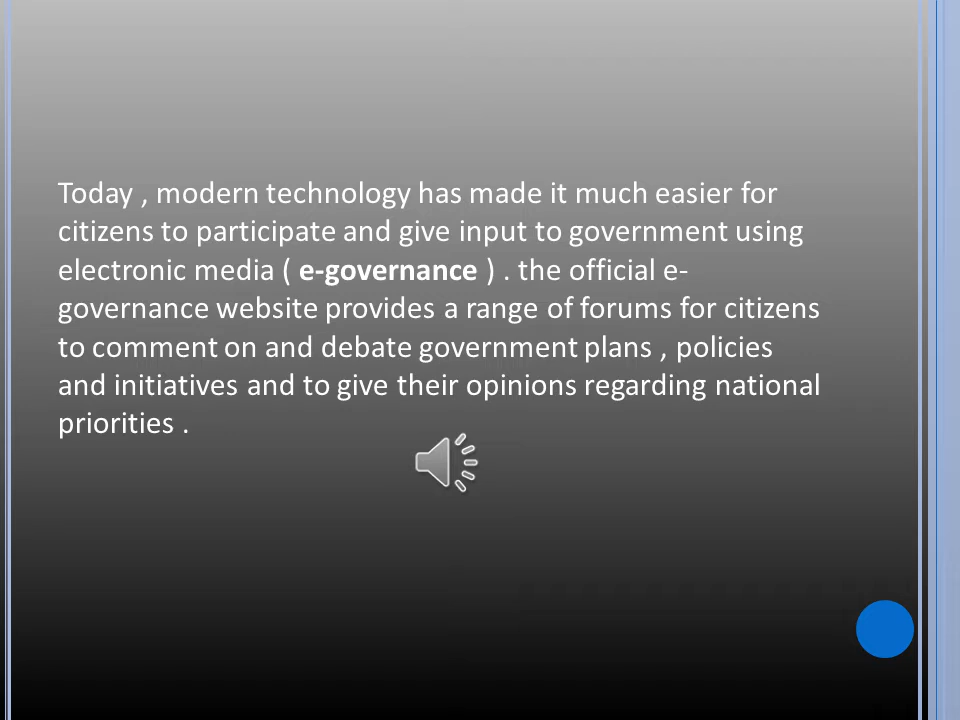 Today , modern technology has made it much easier for
citizens to participate and give input to government using
electronic media ( e-governance ) . the official e-
governance website provides a range of forums for citizens
to comment on and debate government plans , policies
and initiatives and to give their opinions regarding national
priorities .